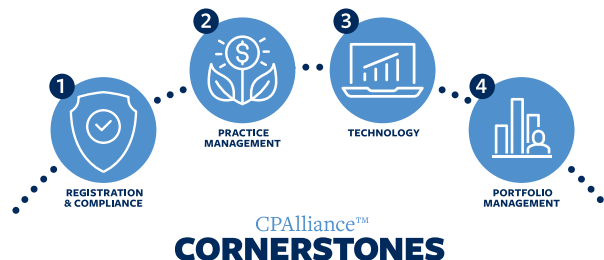 1
REGISTRATION
& COMPLIANCE
2
$
PRACTICE
MANAGEMENT
3
TECHNOLOGY
4
PORTFOLIO
MANAGEMENT
CPAlliance™
CORNERSTONES